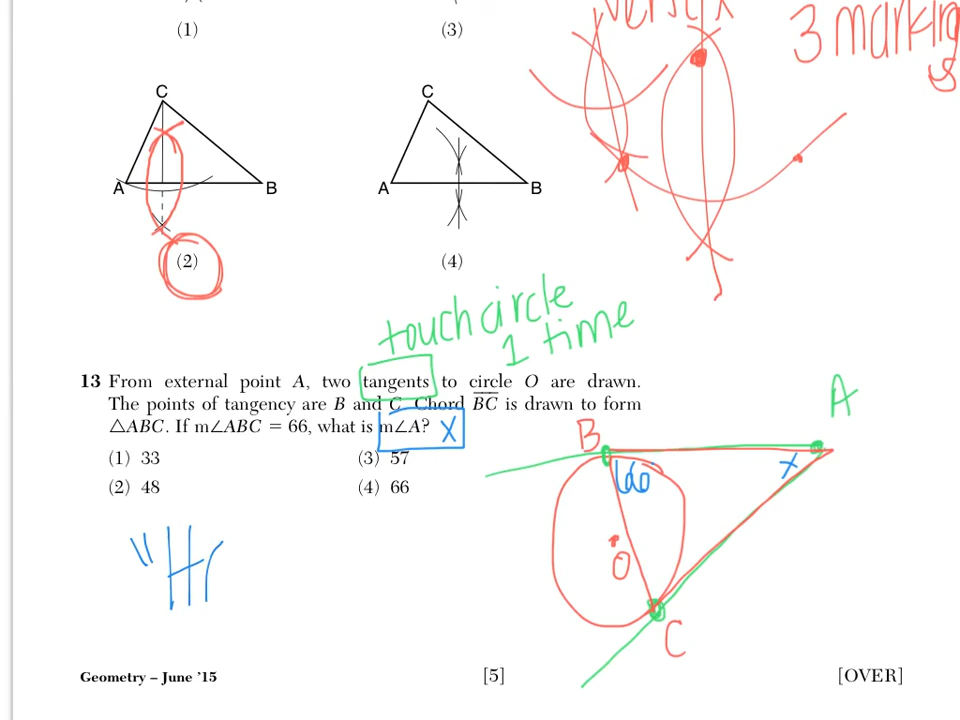 vertex
3 markings
(1)
(3)
C
A
B
(2)
C
A
B
(4)
touch circle
1 time
13 From external point A, two tangents to circle O are drawn.
The points of tangency are B and C. Chord BC is drawn to form
△ABC. If m∠ABC = 66, what is m∠A? X
(1) 33
(3) 57
(2) 48
(4) 66
A
B
66
x
O
C
"Hr
Geometry – June '15
[5]
[OVER]